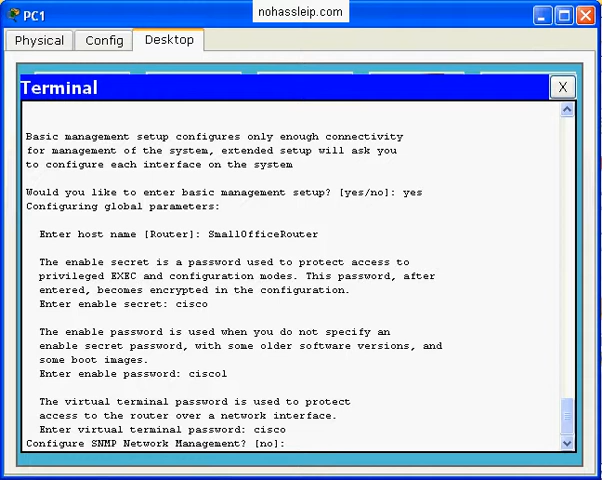 PC1
nohassleip.com
Physical
Config
Desktop
Terminal
X
Basic management setup configures only enough connectivity
for management of the system, extended setup will ask you
to configure each interface on the system
Would you like to enter basic management setup? [yes/no]: yes
Configuring global parameters:
Enter host name [Router]: SmallOfficeRouter
The enable secret is a password used to protect access to
privileged EXEC and configuration modes. This password, after
entered, becomes encrypted in the configuration.
Enter enable secret: cisco
The enable password is used when you do not specify an
enable secret password, with some older software versions, and
some boot images.
Enter enable password: cisco1
The virtual terminal password is used to protect
access to the router over a network interface.
Enter virtual terminal password: cisco
Configure SNMP Network Management? [no]: